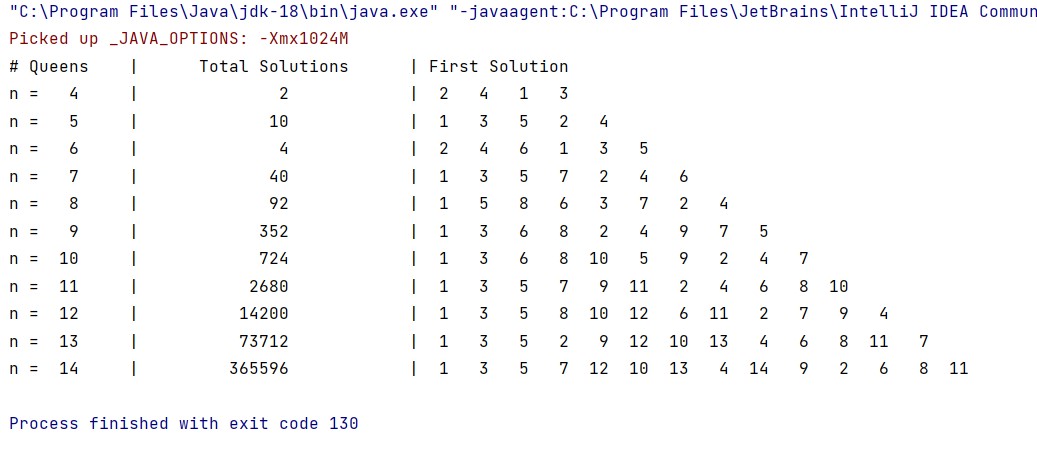 "C:\Program Files\Java\jdk-18\bin\java.exe" "-javaagent:C:\Program Files\JetBrains\IntelliJ IDEA Commun
Picked up _JAVA_OPTIONS: -Xmx1024M
# Queens | Total Solutions | First Solution
n = 4 | 2 | 2 4 1 3
n = 5 | 10 | 1 3 5 2 4
n = 6 | 4 | 2 4 6 1 3 5
n = 7 | 40 | 1 3 5 7 2 4 6
n = 8 | 92 | 1 5 8 6 3 7 2 4
n = 9 | 352 | 1 3 6 8 2 4 9 7 5
n = 10 | 724 | 1 3 6 8 10 5 9 2 4 7
n = 11 | 2680 | 1 3 5 7 9 11 2 4 6 8 10
n = 12 | 14200 | 1 3 5 8 10 12 6 11 2 7 9 4
n = 13 | 73712 | 1 3 5 2 9 12 10 13 4 6 8 11 7
n = 14 | 365596 | 1 3 5 7 12 10 13 4 14 9 2 6 8 11
Process finished with exit code 130